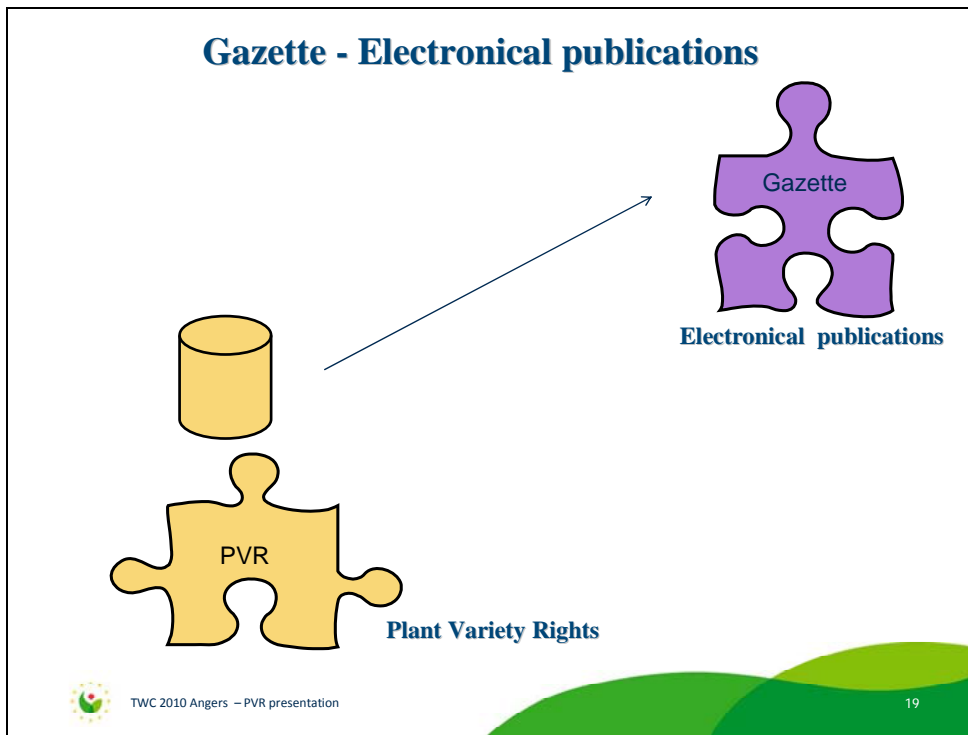 Gazette - Electronical publications
Gazette
Electronical publications
PVR
Plant Variety Rights
TWC 2010 Angers – PVR presentation
19